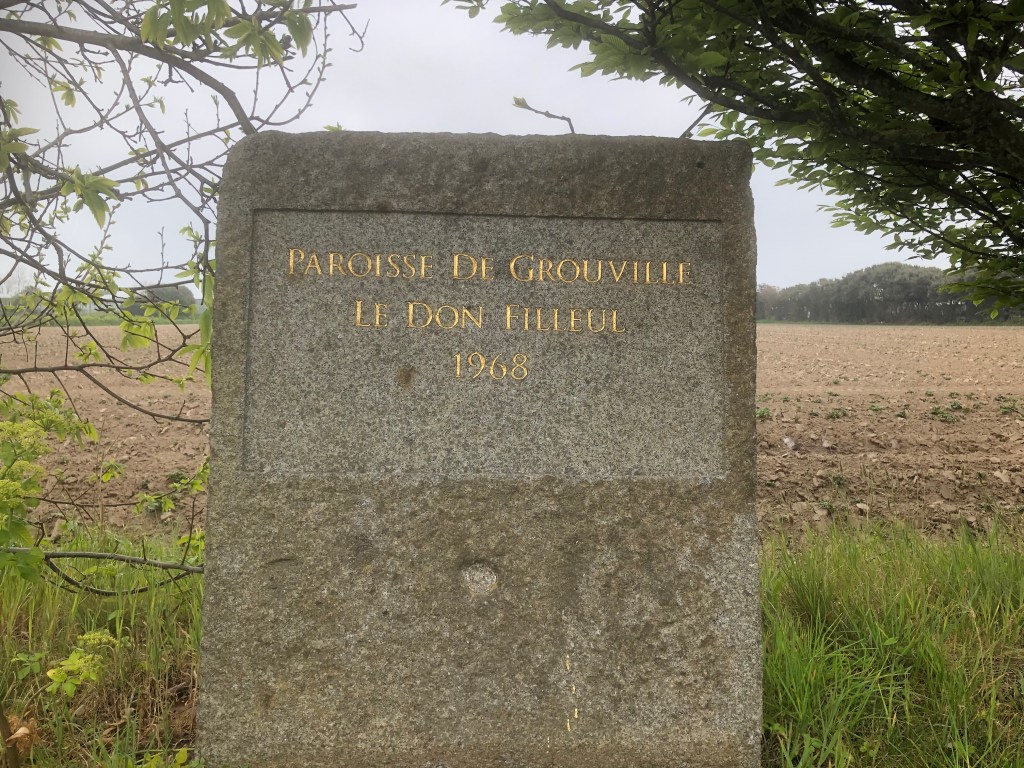 PAROISSE DE GROUVILLE
LE DON FILLEUL
1968